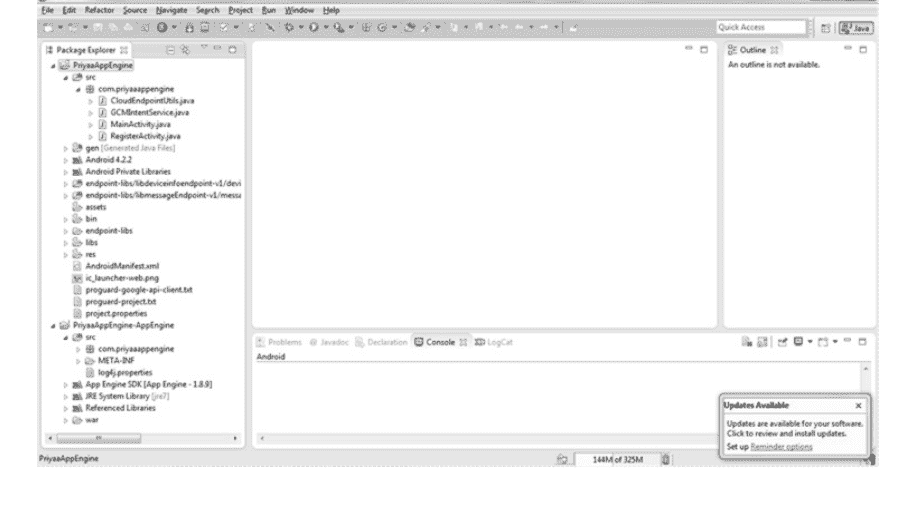 File Edit Refactor Source Navigate Search Project Run Window Help
Quick Access
Java
Package Explorer
PriyaaAppEngine
src
com.priyaaappengine
CloudEndpointUtils.java
GCMIntentService.java
MainActivity.java
RegisterActivity.java
gen [Generated Java Files]
Android 4.2.2
Android Private Libraries
endpoint-libs/libdeviceinfoendpoint-v1/devi
endpoint-libs/libmessageEndpoint-v1/messa
assets
bin
endpoint-libs
libs
res
AndroidManifest.xml
ic_launcher-web.png
proguard-google-api-client.txt
proguard-project.txt
project.properties
PriyaaAppEngine-AppEngine
src
com.priyaaappengine
META-INF
log4j.properties
App Engine SDK [App Engine - 1.8.9]
JRE System Library [jre7]
Referenced Libraries
war
Outline
An outline is not available.
Problems Javadoc Declaration Console LogCat
Android
Updates Available
Updates are available for your software.
Click to review and install updates.
Set up Reminder options
PriyaaAppEngine
144M of 325M